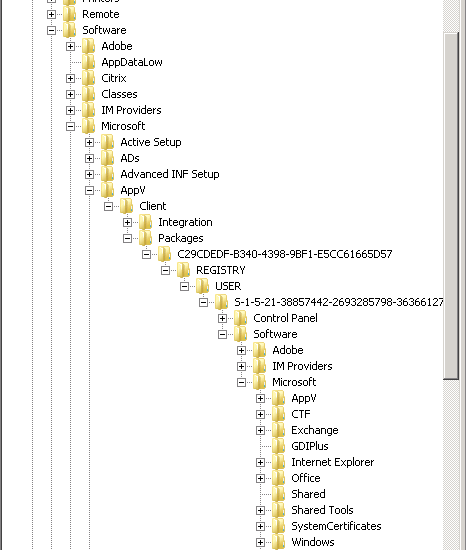 Printers
Remote
Software
Adobe
AppDataLow
Citrix
Classes
IM Providers
Microsoft
Active Setup
ADs
Advanced INF Setup
AppV
Client
Integration
Packages
C29CDEDF-B340-4398-9BF1-E5CC61665D57
REGISTRY
USER
S-1-5-21-38857442-2693285798-36366127
Control Panel
Software
Adobe
IM Providers
Microsoft
AppV
CTF
Exchange
GDIPlus
Internet Explorer
Office
Shared
Shared Tools
SystemCertificates
Windows